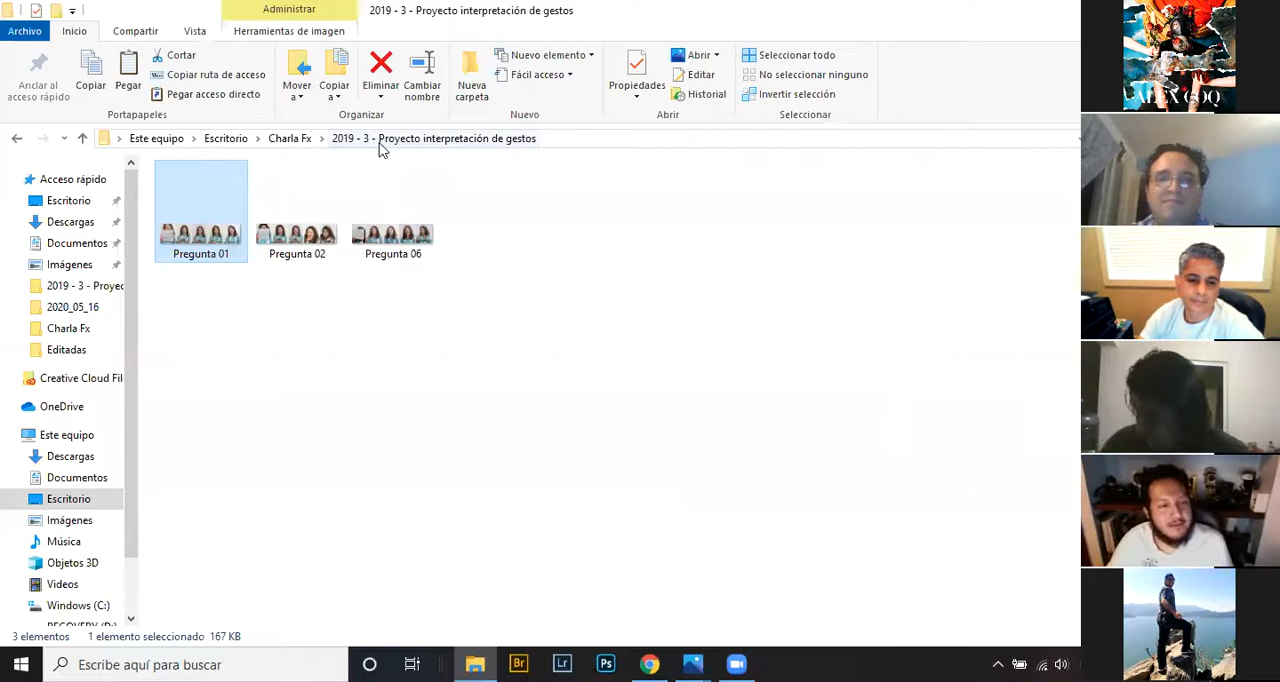 Administrar
2019 - 3 - Proyecto interpretación de gestos
Archivo Inicio Compartir Vista Herramientas de imagen
Anclar al acceso rápido
Copiar
Pegar
Cortar
Copiar ruta de acceso
Pegar acceso directo
Portapapeles
Mover a
Copiar a
Eliminar
Cambiar nombre
Organizar
Nueva carpeta
Nuevo elemento
Fácil acceso
Nuevo
Propiedades
Abrir
Editar
Historial
Abrir
Seleccionar todo
No seleccionar ninguno
Invertir selección
Seleccionar
Este equipo > Escritorio > Charla Fx > 2019 - 3 - Proyecto interpretación de gestos
Acceso rápido
Escritorio
Descargas
Documentos
Imágenes
2019 - 3 - Proyec
2020_05_16
Charla Fx
Editadas
Creative Cloud Fil
OneDrive
Este equipo
Descargas
Documentos
Escritorio
Imágenes
Música
Objetos 3D
Videos
Windows (C:)
Pregunta 01
Pregunta 02
Pregunta 06
3 elementos 1 elemento seleccionado 167 KB
Escribe aquí para buscar
Br
Lr
Ps